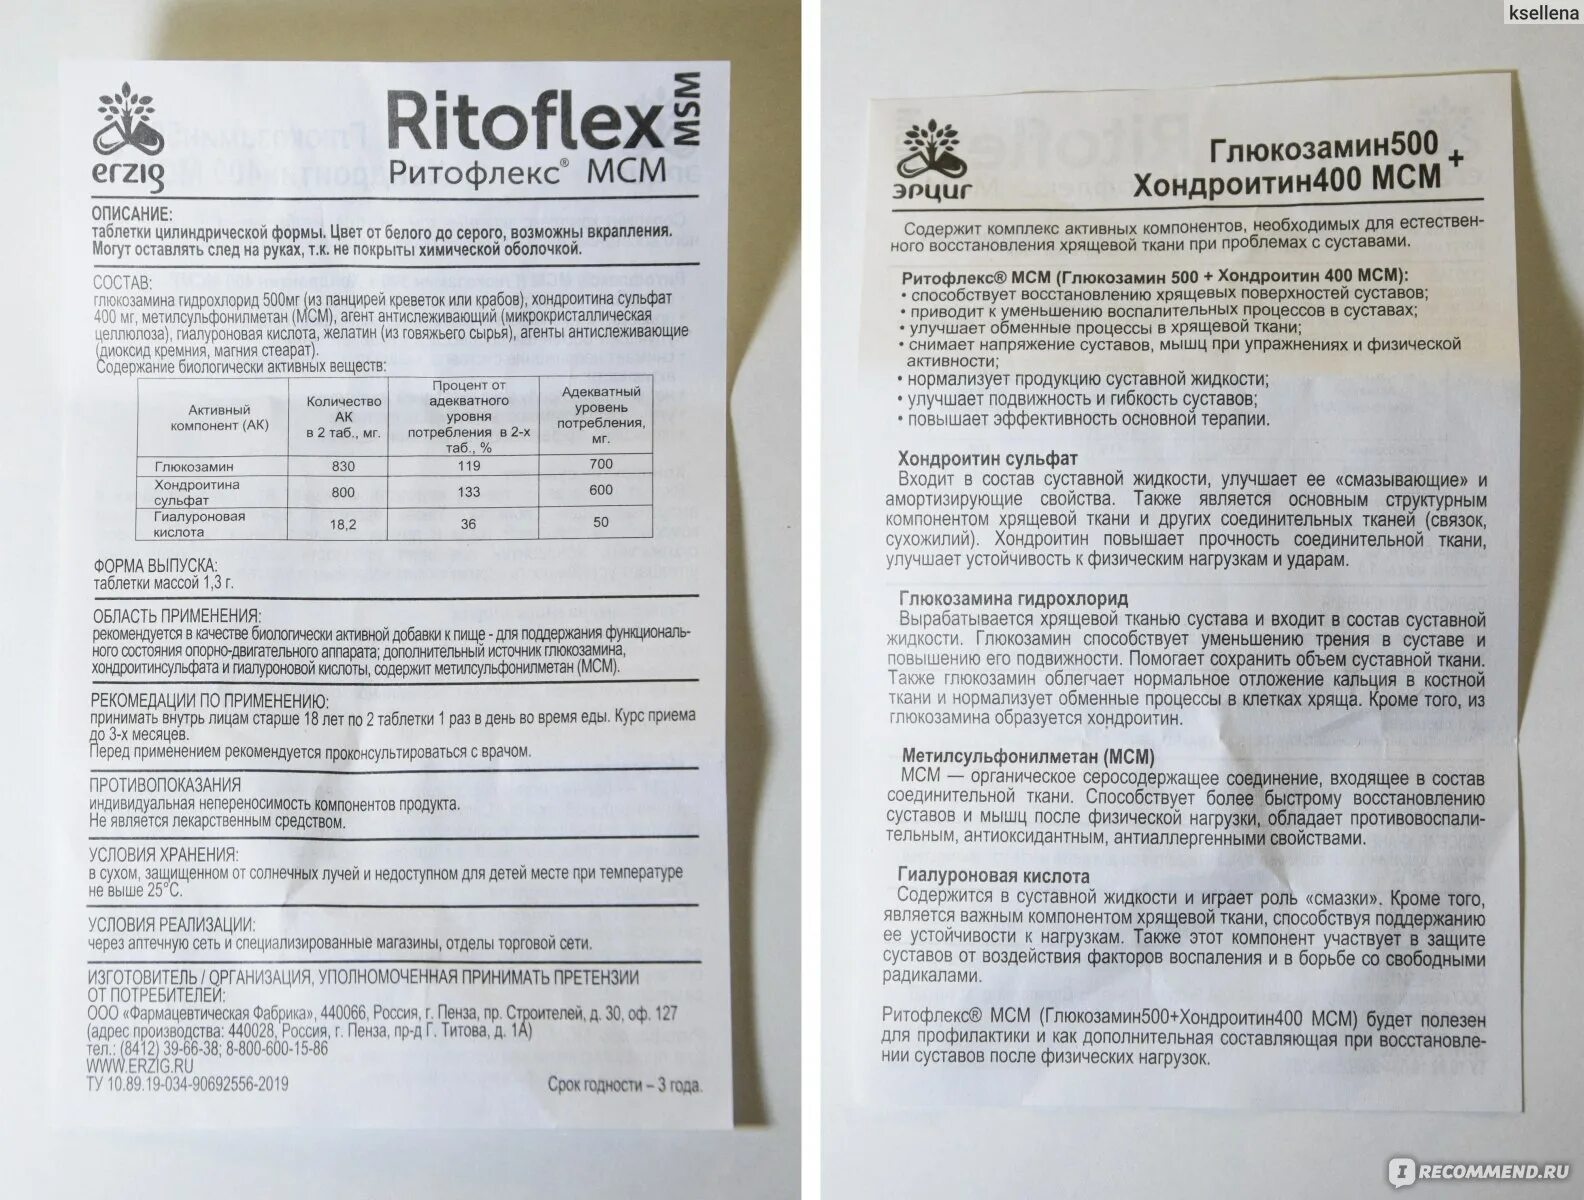 ksellena
erzig
Ritoflex MSM
Ритофлекс® МСМ
ОПИСАНИЕ:
таблетки цилиндрической формы. Цвет от белого до серого, возможны вкрапления.
Могут оставлять след на руках, т.к. не покрыты химической оболочкой.
СОСТАВ:
глюкозамина гидрохлорид 500мг (из панцирей креветок или крабов), хондроитина сульфат
400 мг, метилсульфонилметан (МСМ), агент антислеживающий (микрокристаллическая
целлюлоза), гиалуроновая кислота, желатин (из говяжьего сырья), агенты антислеживающие
(диоксид кремния, магния стеарат).
Содержание биологически активных веществ:
Активный
компонент (АК)
Количество
АК
в 2 таб., мг.
Процент от
адекватного
уровня
потребления в 2-х
таб., %
Адекватный
уровень
потребления,
мг.
Глюкозамин 830 119 700
Хондроитина
сульфат 800 133 600
Гиалуроновая
кислота 18,2 36 50
ФОРМА ВЫПУСКА:
таблетки массой 1,3 г.
ОБЛАСТЬ ПРИМЕНЕНИЯ:
рекомендуется в качестве биологически активной добавки к пище - для поддержания функциональ-
ного состояния опорно-двигательного аппарата; дополнительный источник глюкозамина,
хондроитинсульфата и гиалуроновой кислоты, содержит метилсульфонилметан (МСМ).
РЕКОМЕДАЦИИ ПО ПРИМЕНЕНИЮ:
принимать внутрь лицам старше 18 лет по 2 таблетки 1 раз в день во время еды. Курс приема
до 3-х месяцев.
Перед применением рекомендуется проконсультироваться с врачом.
ПРОТИВОПОКАЗАНИЯ
индивидуальная непереносимость компонентов продукта.
Не является лекарственным средством.
УСЛОВИЯ ХРАНЕНИЯ:
в сухом, защищенном от солнечных лучей и недоступном для детей месте при температуре
не выше 25°С.
УСЛОВИЯ РЕАЛИЗАЦИИ:
через аптечную сеть и специализированные магазины, отделы торговой сети.
ИЗГОТОВИТЕЛЬ / ОРГАНИЗАЦИЯ, УПОЛНОМОЧЕННАЯ ПРИНИМАТЬ ПРЕТЕНЗИИ
ОТ ПОТРЕБИТЕЛЕЙ:
ООО «Фармацевтическая Фабрика», 440066, Россия, г. Пенза, пр. Строителей, д. 30, оф. 127
(адрес производства: 440028, Россия, г. Пенза, пр-д Г. Титова, д. 1А)
тел.: (8412) 39-66-38; 8-800-600-15-86
WWW.ERZIG.RU
ТУ 10.89.19-034-90692556-2019
Срок годности – 3 года.
эрциг
Глюкозамин500 +
Хондроитин400 МСМ
Содержит комплекс активных компонентов, необходимых для естествен-
ного восстановления хрящевой ткани при проблемах с суставами.
Ритофлекс® МСМ (Глюкозамин 500 + Хондроитин 400 МСМ):
• способствует восстановлению хрящевых поверхностей суставов;
• приводит к уменьшению воспалительных процессов в суставах;
• улучшает обменные процессы в хрящевой ткани;
• снимает напряжение суставов, мышц при упражнениях и физической
активности;
• нормализует продукцию суставной жидкости;
• улучшает подвижность и гибкость суставов;
• повышает эффективность основной терапии.
Хондроитин сульфат
Входит в состав суставной жидкости, улучшает ее «смазывающие» и
амортизирующие свойства. Также является основным структурным
компонентом хрящевой ткани и других соединительных тканей (связок,
сухожилий). Хондроитин повышает прочность соединительной ткани,
улучшает устойчивость к физическим нагрузкам и ударам.
Глюкозамина гидрохлорид
Вырабатывается хрящевой тканью сустава и входит в состав суставной
жидкости. Глюкозамин способствует уменьшению трения в суставе и
повышению его подвижности. Помогает сохранить объем суставной ткани.
Также глюкозамин облегчает нормальное отложение кальция в костной
ткани и нормализует обменные процессы в клетках хряща. Кроме того, из
глюкозамина образуется хондроитин.
Метилсульфонилметан (МСМ)
МСМ — органическое серосодержащее соединение, входящее в состав
соединительной ткани. Способствует более быстрому восстановлению
суставов и мышц после физической нагрузки, обладает противовоспали-
тельным, антиоксидантным, антиаллергенными свойствами.
Гиалуроновая кислота
Содержится в суставной жидкости и играет роль «смазки». Кроме того,
является важным компонентом хрящевой ткани, способствуя поддержанию
ее устойчивости к нагрузкам. Также этот компонент участвует в защите
суставов от воздействия факторов воспаления и в борьбе со свободными
радикалами.
Ритофлекс® МСМ (Глюкозамин500+Хондроитин400 МСМ) будет полезен
для профилактики и как дополнительная составляющая при восстановле-
нии суставов после физических нагрузок.
IRECOMMEND.RU